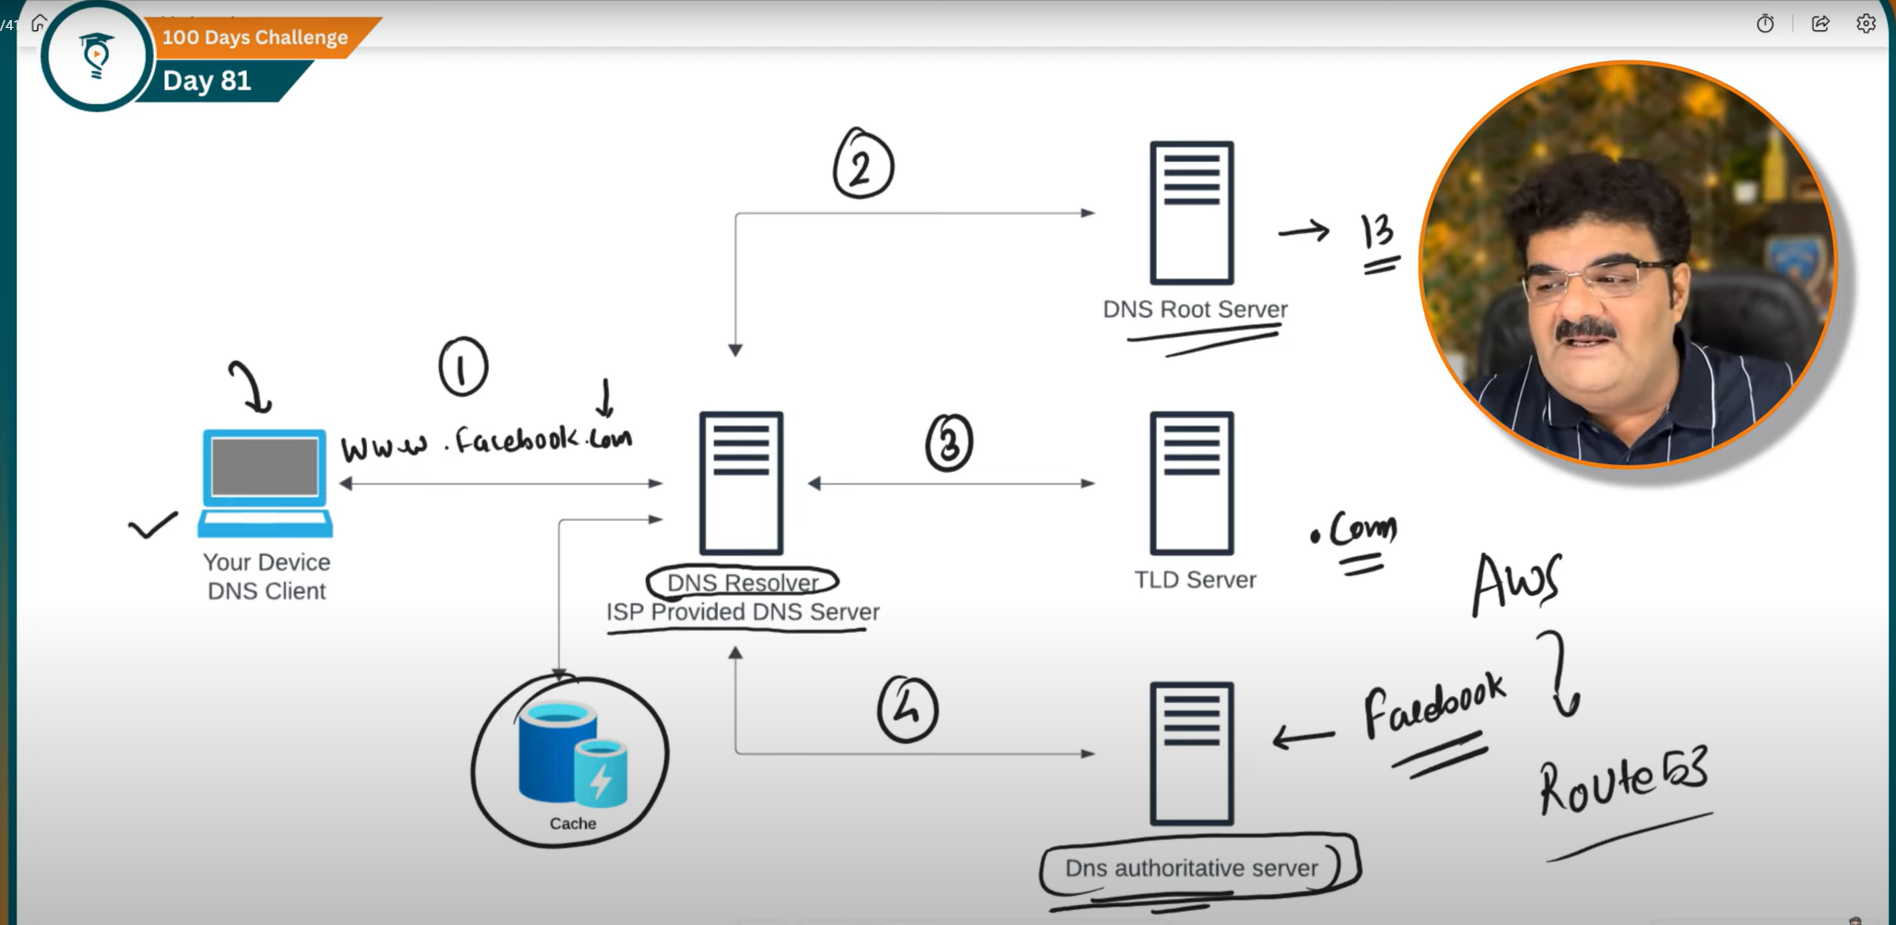 /41
100 Days Challenge
Day 81
2
→ 13
DNS Root Server
1
www.facebook.com
3
Your Device
DNS Client
DNS Resolver
ISP Provided DNS Server
TLD Server
.Com
AWS
4
Facebook
Route53
Cache
Dns authoritative server